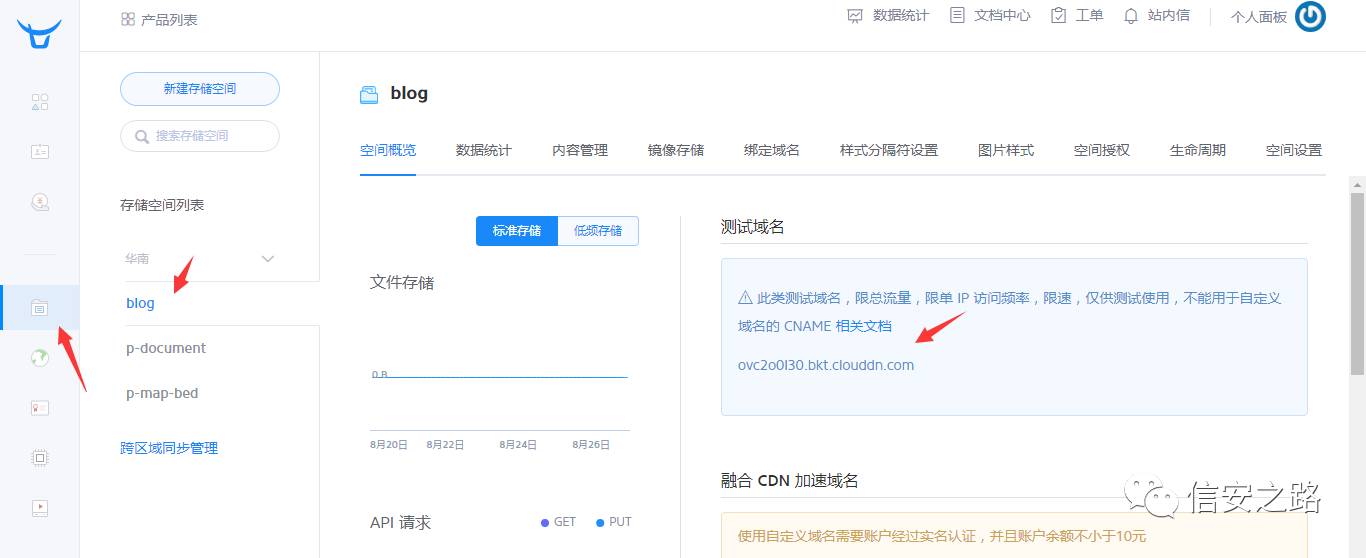 产品列表
数据统计
文档中心
工单
站内信
个人面板
新建存储空间
搜索存储空间
存储空间列表
华南
blog
p-document
p-map-bed
跨区域同步管理
blog
空间概览
数据统计
内容管理
镜像存储
绑定域名
样式分隔符设置
图片样式
空间授权
生命周期
空间设置
标准存储
低频存储
文件存储
0 B
8月20日
8月22日
8月24日
8月26日
API 请求
GET
PUT
测试域名
此类测试域名，限总流量，限单 IP 访问频率，限速，仅供测试使用，不能用于自定义
域名的 CNAME 相关文档
ovc2o0l30.bkt.clouddn.com
融合 CDN 加速域名
使用自定义域名需要账户经过实名认证，并且账户余额不小于10元
信安之路